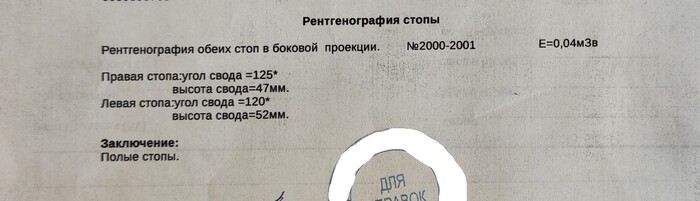 Рентгенография стопы
Рентгенография обеих стоп в боковой проекции. №2000-2001 Е=0,04мЗв
Правая стопа:угол свода =125*
высота свода=47мм.
Левая стопа:угол свода =120*
высота свода=52мм.
Заключение:
Полые стопы.
ДЛЯ